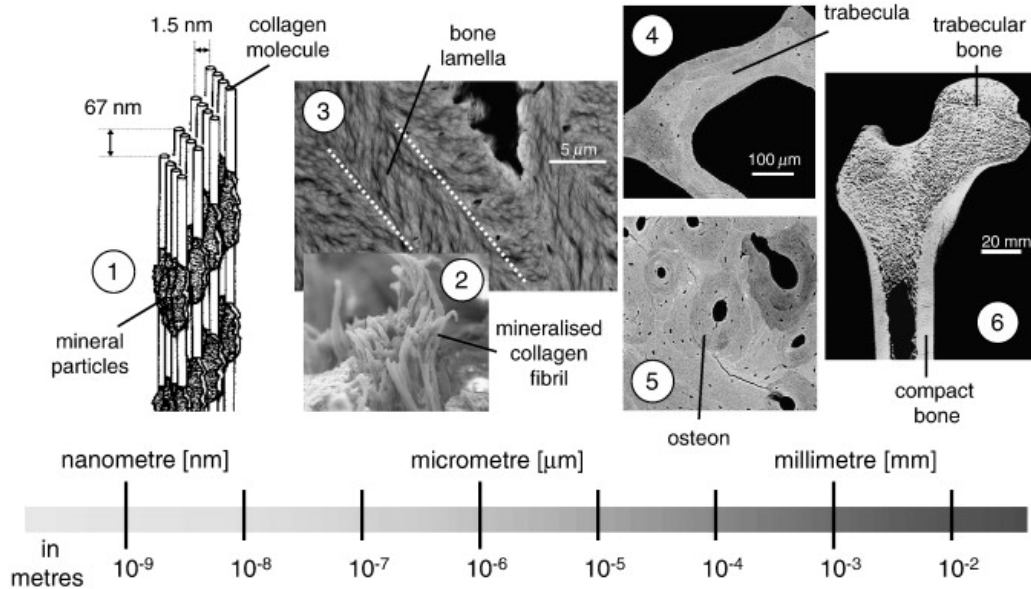 1.5 nm
collagen
molecule
67 nm
1
mineral
particles
bone
lamella
3
5 μm
2
mineralised
collagen
fibril
4
trabecula
100 μm
5
osteon
trabecular
bone
20 mm
6
compact
bone
nanometre [nm]
micrometre [μm]
millimetre [mm]
in
metres
10-9
10-8
10-7
10-6
10-5
10-4
10-3
10-2